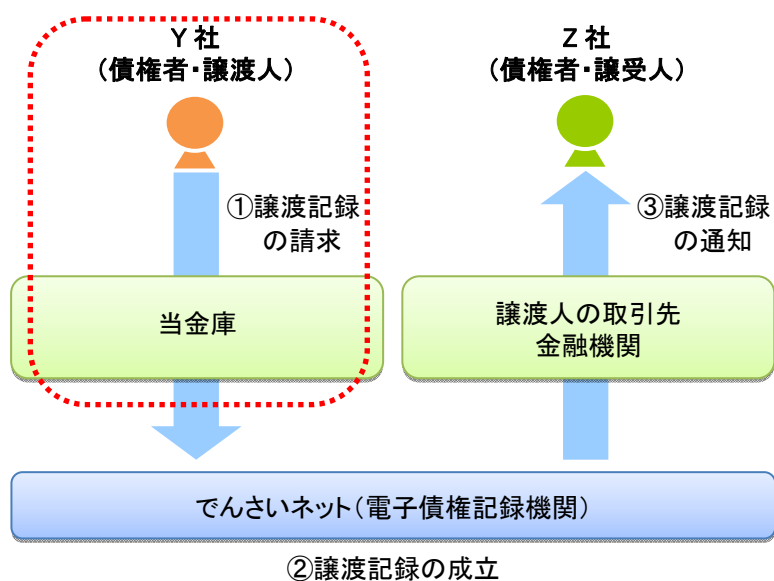 Y社
(債権者・譲渡人)
Z社
(債権者・譲受人)
①譲渡記録
の請求
③譲渡記録
の通知
当金庫
譲渡人の取引先
金融機関
でんさいネット(電子債権記録機関)
②譲渡記録の成立